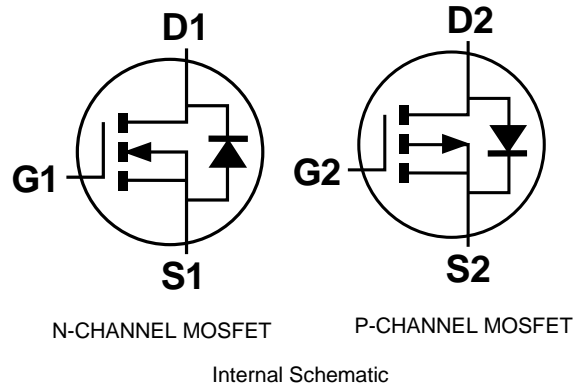 D1
D2
G1
G2
S1
S2
N-CHANNEL MOSFET
P-CHANNEL MOSFET
Internal Schematic